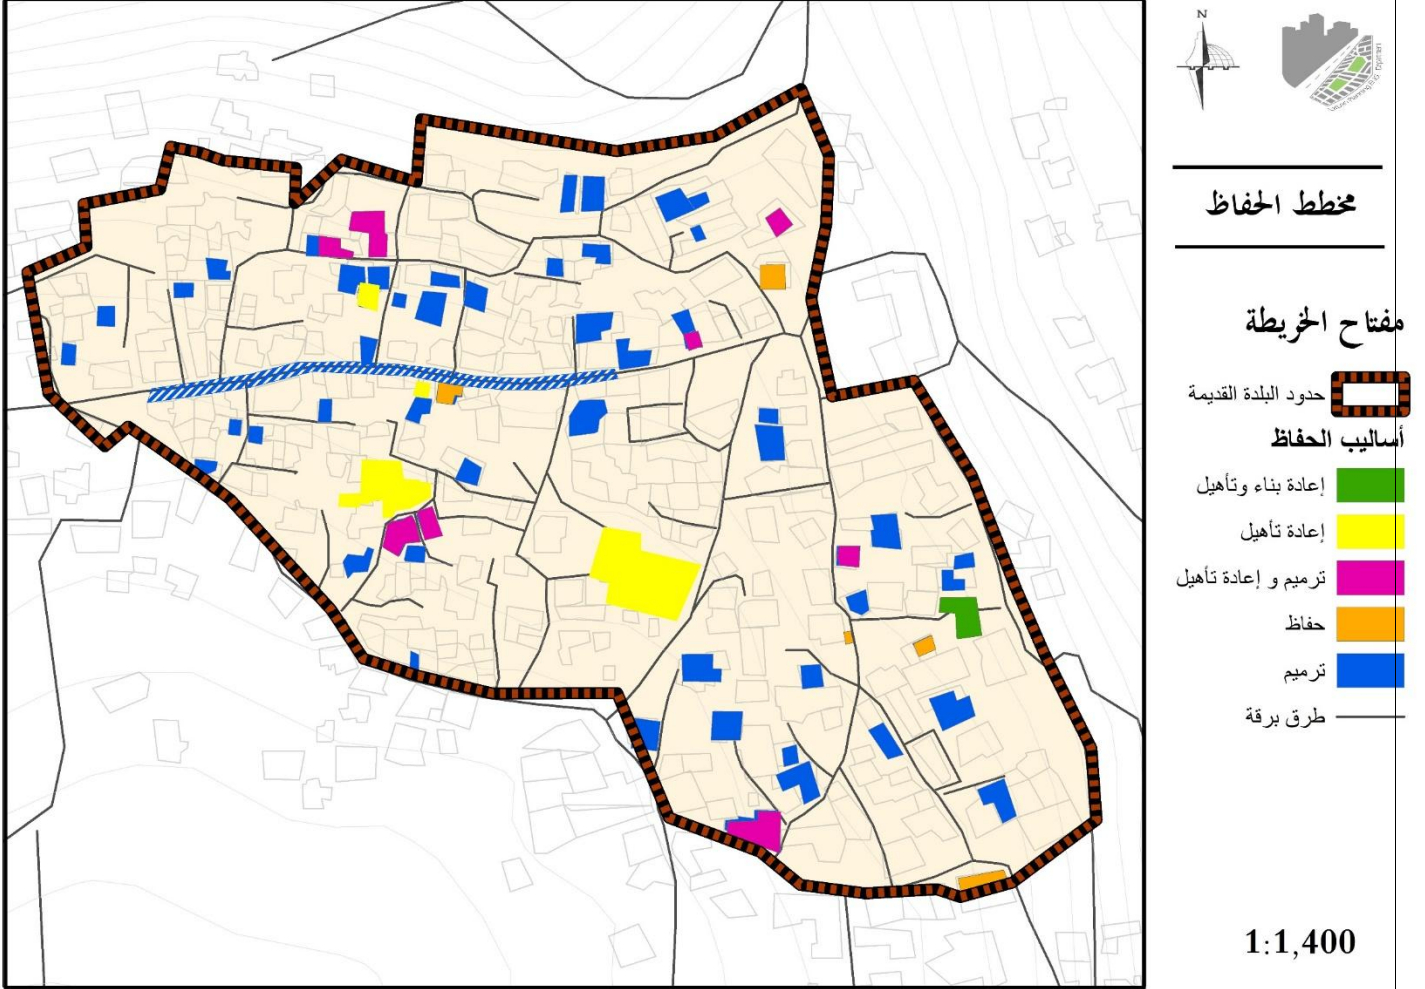 N
مخطط الحفاظ
مفتاح الخريطة
حدود البلدة القديمة
أساليب الحفاظ
إعادة بناء وتأهيل
إعادة تأهيل
ترميم و إعادة تأهيل
حفاظ
ترميم
طرق برقة
1:1,400